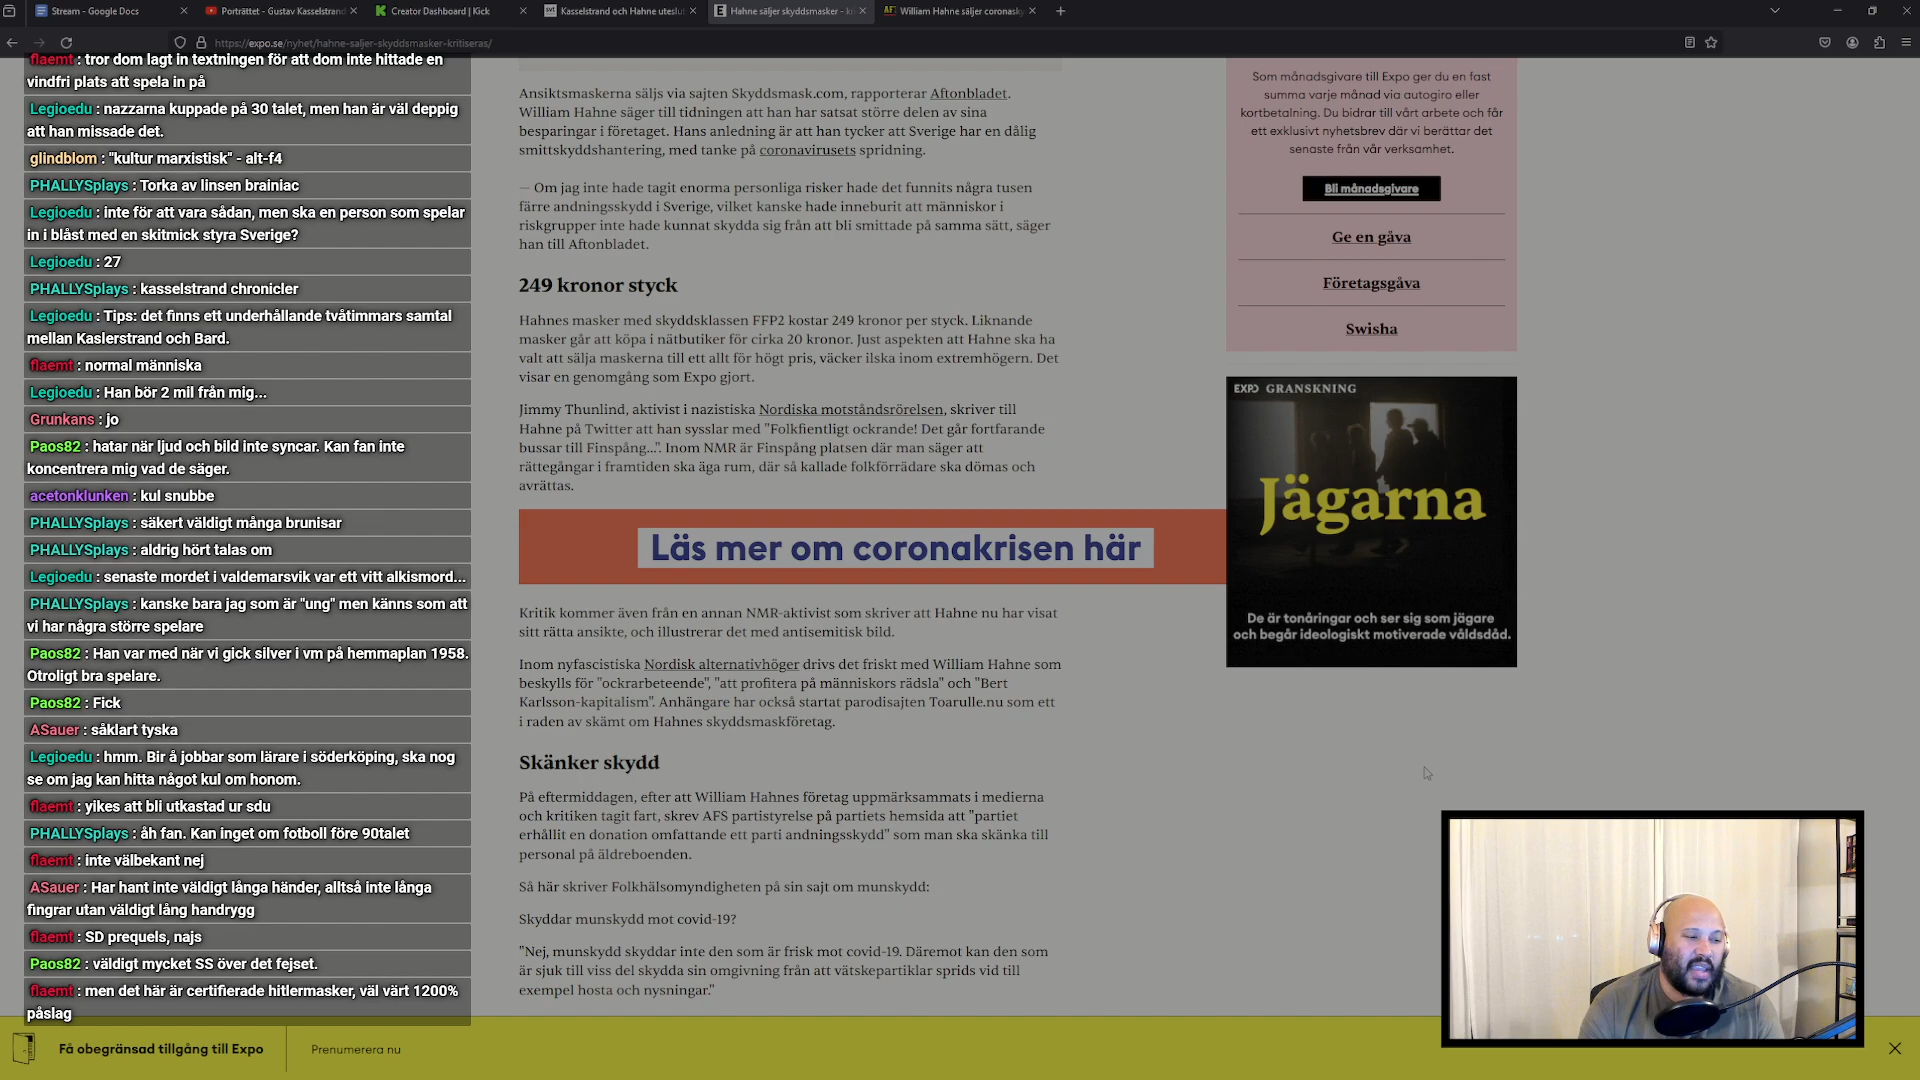 Stream - Google Docs
Porträttet - Gustav Kasselstrand
Creator Dashboard | Kick
Kasselstrand och Hahne uteslut
Hahne säljer skyddsmasker - kr
William Hahne säljer coronasky
https://expo.se/nyhet/hahne-saljer-skyddsmasker-kritiseras/
flaemt : tror dom lagt in textningen för att dom inte hittade en
vindfri plats att spela in på
Legioedu : nazzarna kuppade på 30 talet, men han är väl deppig
att han missade det.
glindblom : "kultur marxistisk" - alt-f4
PHALLYSplays : Torka av linsen brainiac
Legioedu : inte för att vara sådan, men ska en person som spelar
in i blåst med en skitmick styra Sverige?
Legioedu : 27
PHALLYSplays : kasselstrand chronicler
Legioedu : Tips: det finns ett underhållande tvåtimmars samtal
mellan Kaslerstrand och Bard.
flaemt : normal människa
Legioedu : Han bör 2 mil från mig...
Grunkans : jo
Paos82 : hatar när ljud och bild inte syncar. Kan fan inte
koncentrera mig vad de säger.
acetonklunken : kul snubbe
PHALLYSplays : säkert väldigt många brunisar
PHALLYSplays : aldrig hört talas om
Legioedu : senaste mordet i valdemarsvik var ett vitt alkismord...
PHALLYSplays : kanske bara jag som är "ung" men känns som att
vi har några större spelare
Paos82 : Han var med när vi gick silver i vm på hemmaplan 1958.
Otroligt bra spelare.
Paos82 : Fick
ASauer : såklart tyska
Legioedu : hmm. Bir å jobbar som lärare i söderköping, ska nog
se om jag kan hitta något kul om honom.
flaemt : yikes att bli utkastad ur sdu
PHALLYSplays : åh fan. Kan inget om fotboll före 90talet
flaemt : inte välbekant nej
ASauer : Har hant inte väldigt långa händer, alltså inte långa
fingrar utan väldigt lång handrygg
flaemt : SD prequels, najs
Paos82 : väldigt mycket SS över det fejset.
flaemt : men det här är certifierade hitlermasker, väl värt 1200%
påslag
Ansiktsmaskerna säljs via sajten Skyddsmask.com, rapporterar Aftonbladet.
William Hahne säger till tidningen att han har satsat större delen av sina
besparingar i företaget. Hans anledning är att han tycker att Sverige har en dålig
smittskyddshantering, med tanke på coronavirusets spridning.
— Om jag inte hade tagit enorma personliga risker hade det funnits några tusen
färre andningsskydd i Sverige, vilket kanske hade inneburit att människor i
riskgrupper inte hade kunnat skydda sig från att bli smittade på samma sätt, säger
han till Aftonbladet.
249 kronor styck
Hahnes masker med skyddsklassen FFP2 kostar 249 kronor per styck. Liknande
masker går att köpa i nätbutiker för cirka 20 kronor. Just aspekten att Hahne ska ha
valt att sälja maskerna till ett allt för högt pris, väcker ilska inom extremhögern. Det
visar en genomgång som Expo gjort.
Jimmy Thunlind, aktivist i nazistiska Nordiska motståndsrörelsen, skriver till
Hahne på Twitter att han sysslar med "Folkfientligt ockrande! Det går fortfarande
bussar till Finspång...". Inom NMR är Finspång platsen där man säger att
rättegångar i framtiden ska äga rum, där så kallade folkförrädare ska dömas och
avrättas.
Läs mer om coronakrisen här
Kritik kommer även från en annan NMR-aktivist som skriver att Hahne nu har visat
sitt rätta ansikte, och illustrerar det med antisemitisk bild.
Inom nyfascistiska Nordisk alternativhöger drivs det friskt med William Hahne som
beskylls för "ockrarbeteende", "att profitera på människors rädsla" och "Bert
Karlsson-kapitalism". Anhängare har också startat parodisajten Toarulle.nu som ett
i raden av skämt om Hahnes skyddsmaskföretag.
Skänker skydd
På eftermiddagen, efter att William Hahnes företag uppmärksammats i medierna
och kritiken tagit fart, skrev AFS partistyrelse på partiets hemsida att "partiet
erhållit en donation omfattande ett parti andningsskydd" som man ska skänka till
personal på äldreboenden.
Så här skriver Folkhälsomyndigheten på sin sajt om munskydd:
Skyddar munskydd mot covid-19?
"Nej, munskydd skyddar inte den som är frisk mot covid-19. Däremot kan den som
är sjuk till viss del skydda sin omgivning från att vätskepartiklar sprids vid till
exempel hosta och nysningar."
Som månadsgivare till Expo ger du en fast
summa varje månad via autogiro eller
kortbetalning. Du bidrar till vårt arbete och får
ett exklusivt nyhetsbrev där vi berättar det
senaste från vår verksamhet.
Bli månadsgivare
Ge en gåva
Företagsgåva
Swisha
EXPO GRANSKNING
Jägarna
De är tonåringar och ser sig som jägare
och begår ideologiskt motiverade våldsdåd.
Få obegränsad tillgång till Expo
Prenumerera nu